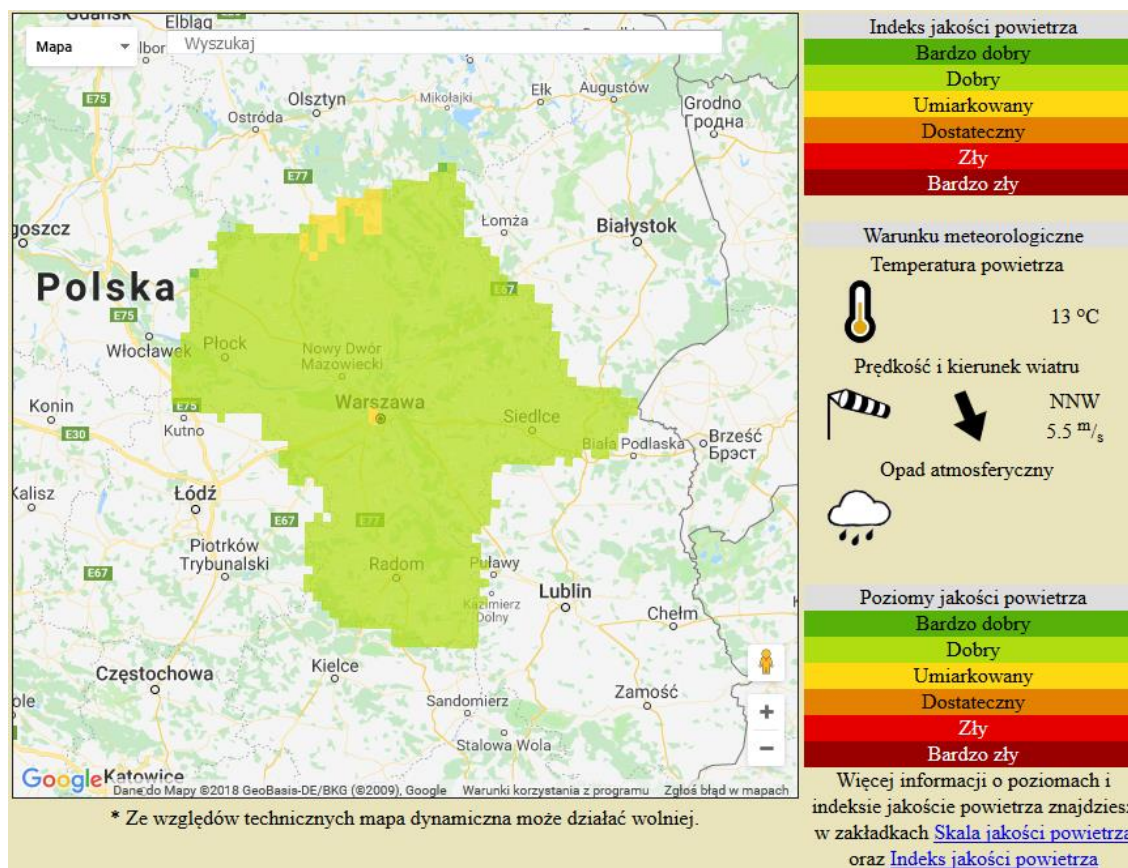 Gdańsk
Elbląg
Mapa
Wyszukaj
lbor
E75
Olsztyn
Mikołajki
Ełk
Augustów
Ostróda
Grodno
Гродна
E77
Łomża
Białystok
goszcz
Polska
E67
E75
Włocławek
Płock
Nowy Dwór
Mazowiecki
Konin
E75
Warszawa
Siedlce
E30
Kutno
Biała Podlaska
Brześć
Брэст
Kalisz
Łódź
E67
E77
Piotrków
Trybunalski
E67
Radom
Puławy
Kazimierz
Dolny
Lublin
Chełm
Częstochowa
Kielce
ole
Sandomierz
Zamość
Stalowa Wola
+
−
Google
Katowice
Dane do Mapy ©2018 GeoBasis-DE/BKG (©2009), Google
Warunki korzystania z programu
Zgłoś błąd w mapach
* Ze względów technicznych mapa dynamiczna może działać wolniej.
Indeks jakości powietrza
Bardzo dobry
Dobry
Umiarkowany
Dostateczny
Zły
Bardzo zły
Warunku meteorologiczne
Temperatura powietrza
13 °C
Prędkość i kierunek wiatru
NNW
5.5 m/s
Opad atmosferyczny
Poziomy jakości powietrza
Bardzo dobry
Dobry
Umiarkowany
Dostateczny
Zły
Bardzo zły
Więcej informacji o poziomach i
indeksie jakoście powietrza znajdziesz
w zakładkach Skala jakości powietrza
oraz Indeks jakości powietrza